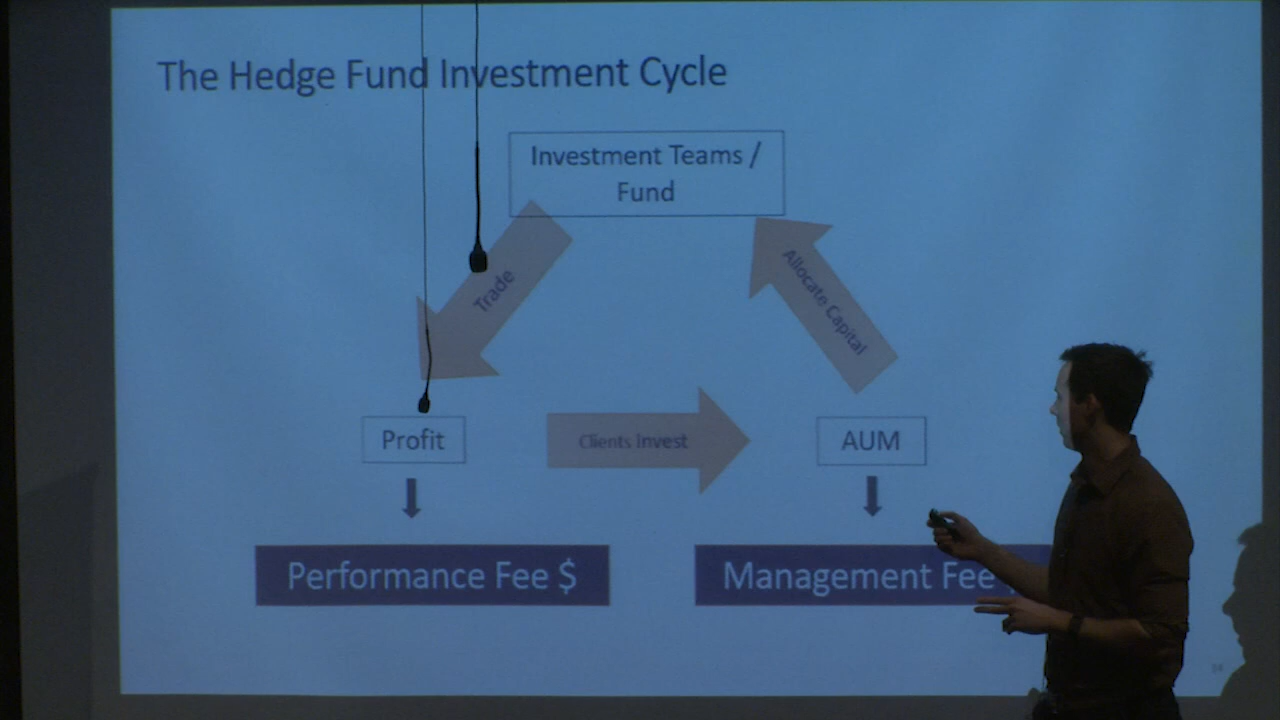 The Hedge Fund Investment Cycle
Investment Teams /
Fund
Trade
Allocate Capital
Profit
Clients Invest
AUM
Performance Fee $
Management Fee